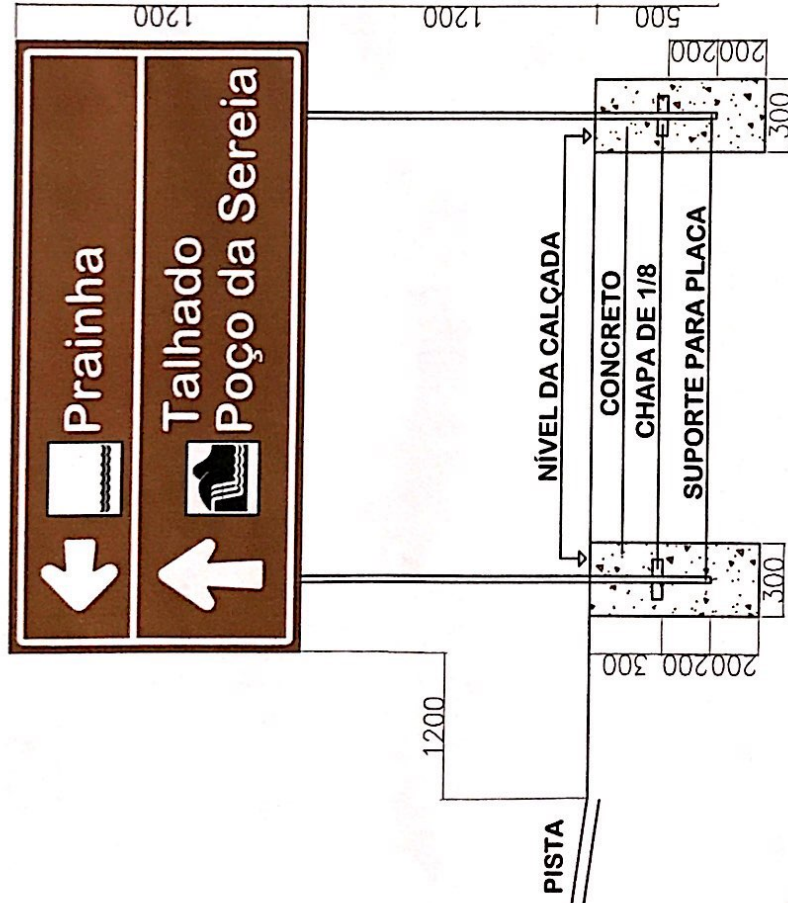 Prainha
Talhado
Poço da Sereia
1200
1200
500
1200
PISTA
NÍVEL DA CALÇADA
CONCRETO
CHAPA DE 1/8
SUPORTE PARA PLACA
300
200
200
300
200
200
300